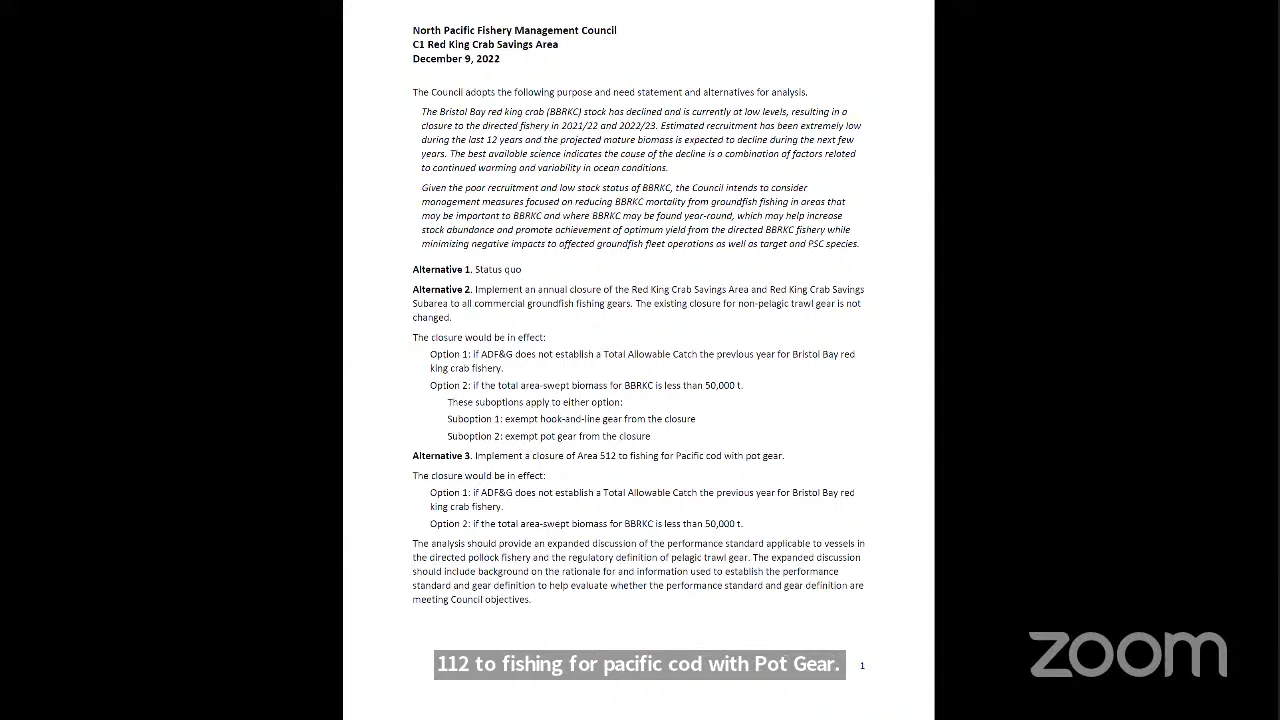 North Pacific Fishery Management Council
C1 Red King Crab Savings Area
December 9, 2022
The Council adopts the following purpose and need statement and alternatives for analysis.
The Bristol Bay red king crab (BBRKC) stock has declined and is currently at low levels, resulting in a
closure to the directed fishery in 2021/22 and 2022/23. Estimated recruitment has been extremely low
during the last 12 years and the projected mature biomass is expected to decline during the next few
years. The best available science indicates the cause of the decline is a combination of factors related
to continued warming and variability in ocean conditions.
Given the poor recruitment and low stock status of BBRKC, the Council intends to consider
management measures focused on reducing BBRKC mortality from groundfish fishing in areas that
may be important to BBRKC and where BBRKC may be found year-round, which may help increase
stock abundance and promote achievement of optimum yield from the directed BBRKC fishery while
minimizing negative impacts to affected groundfish fleet operations as well as target and PSC species.
Alternative 1. Status quo
Alternative 2. Implement an annual closure of the Red King Crab Savings Area and Red King Crab Savings
Subarea to all commercial groundfish fishing gears. The existing closure for non-pelagic trawl gear is not
changed.
The closure would be in effect:
Option 1: if ADF&G does not establish a Total Allowable Catch the previous year for Bristol Bay red
king crab fishery.
Option 2: if the total area-swept biomass for BBRKC is less than 50,000 t.
These suboptions apply to either option:
Suboption 1: exempt hook-and-line gear from the closure
Suboption 2: exempt pot gear from the closure
Alternative 3. Implement a closure of Area 512 to fishing for Pacific cod with pot gear.
The closure would be in effect:
Option 1: if ADF&G does not establish a Total Allowable Catch the previous year for Bristol Bay red
king crab fishery.
Option 2: if the total area-swept biomass for BBRKC is less than 50,000 t.
The analysis should provide an expanded discussion of the performance standard applicable to vessels in
the directed pollock fishery and the regulatory definition of pelagic trawl gear. The expanded discussion
should include background on the rationale for and information used to establish the performance
standard and gear definition to help evaluate whether the performance standard and gear definition are
meeting Council objectives.
112 to fishing for pacific cod with Pot Gear.
1
zoom